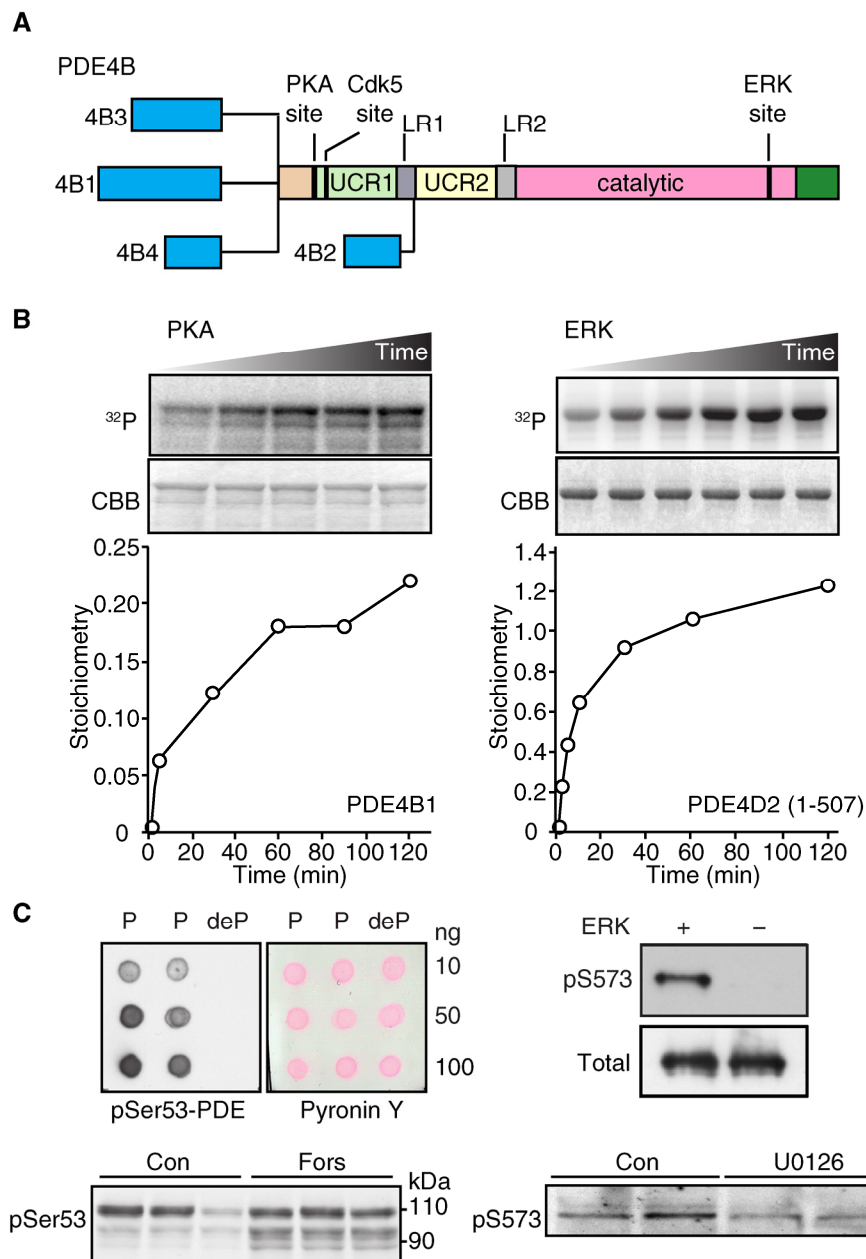 A
PDE4B
PKA site
Cdk5 site
ERK site
LR1
LR2
4B3
4B1
UCR1
UCR2
catalytic
4B4
4B2
B
PKA
ERK
Time
Time
32P
32P
CBB
CBB
0.25
0.20
0.15
0.10
0.05
0
Stoichiometry
PDE4B1
0 20 40 60 80 100 120
Time (min)
1.4
1.2
1.0
0.8
0.6
0.4
0.2
0
Stoichiometry
PDE4D2 (1-507)
0 20 40 60 80 100 120
Time (min)
C
P P deP
P P deP
ng
10
50
100
pSer53-PDE
Pyronin Y
ERK + −
pS573
Total
Con Fors
kDa
pSer53
110
90
Con U0126
pS573